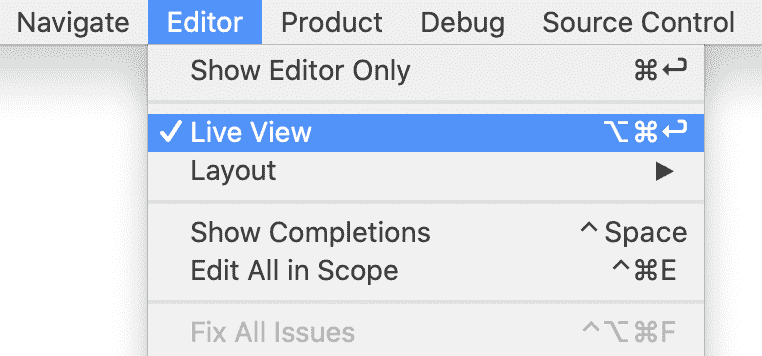 Navigate Editor Product Debug Source Control
Show Editor Only ⌘↩
✓ Live View ⌥⌘↩
Layout ▶
Show Completions ^Space
Edit All in Scope ^⌘E
Fix All Issues ^⌥⌘F